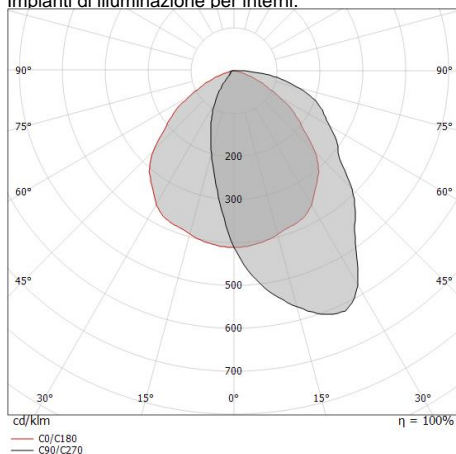 impianti di illuminazione per interni.
90° 90°
75° 75°
200
60° 60°
300
45° 45°
500
600
700
30° 15° 0° 15° 30°
cd/klm η = 100%
C0/C180
C90/C270